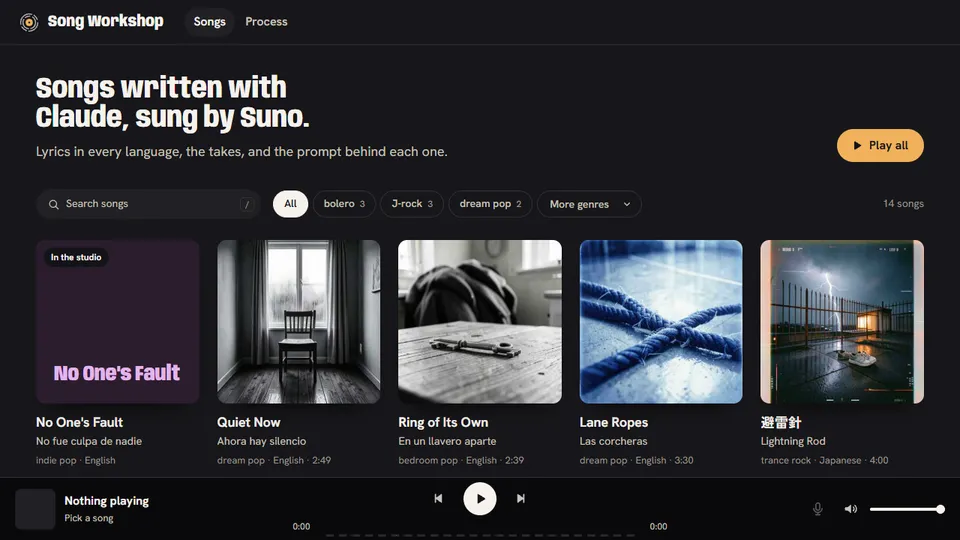 Song Workshop
Songs
Process
Songs written with
Claude, sung by Suno.
Lyrics in every language, the takes, and the prompt behind each one.
Play all
Search songs
/
All
bolero 3
J-rock 3
dream pop 2
More genres
14 songs
In the studio
No One's Fault
No One's Fault
No fue culpa de nadie
indie pop · English
Quiet Now
Ahora hay silencio
dream pop · English · 2:49
Ring of Its Own
En un llavero aparte
bedroom pop · English · 2:39
Lane Ropes
Las corcheras
dream pop · English · 3:30
避雷針
Lightning Rod
trance rock · Japanese · 4:00
Nothing playing
Pick a song
0:00
0:00